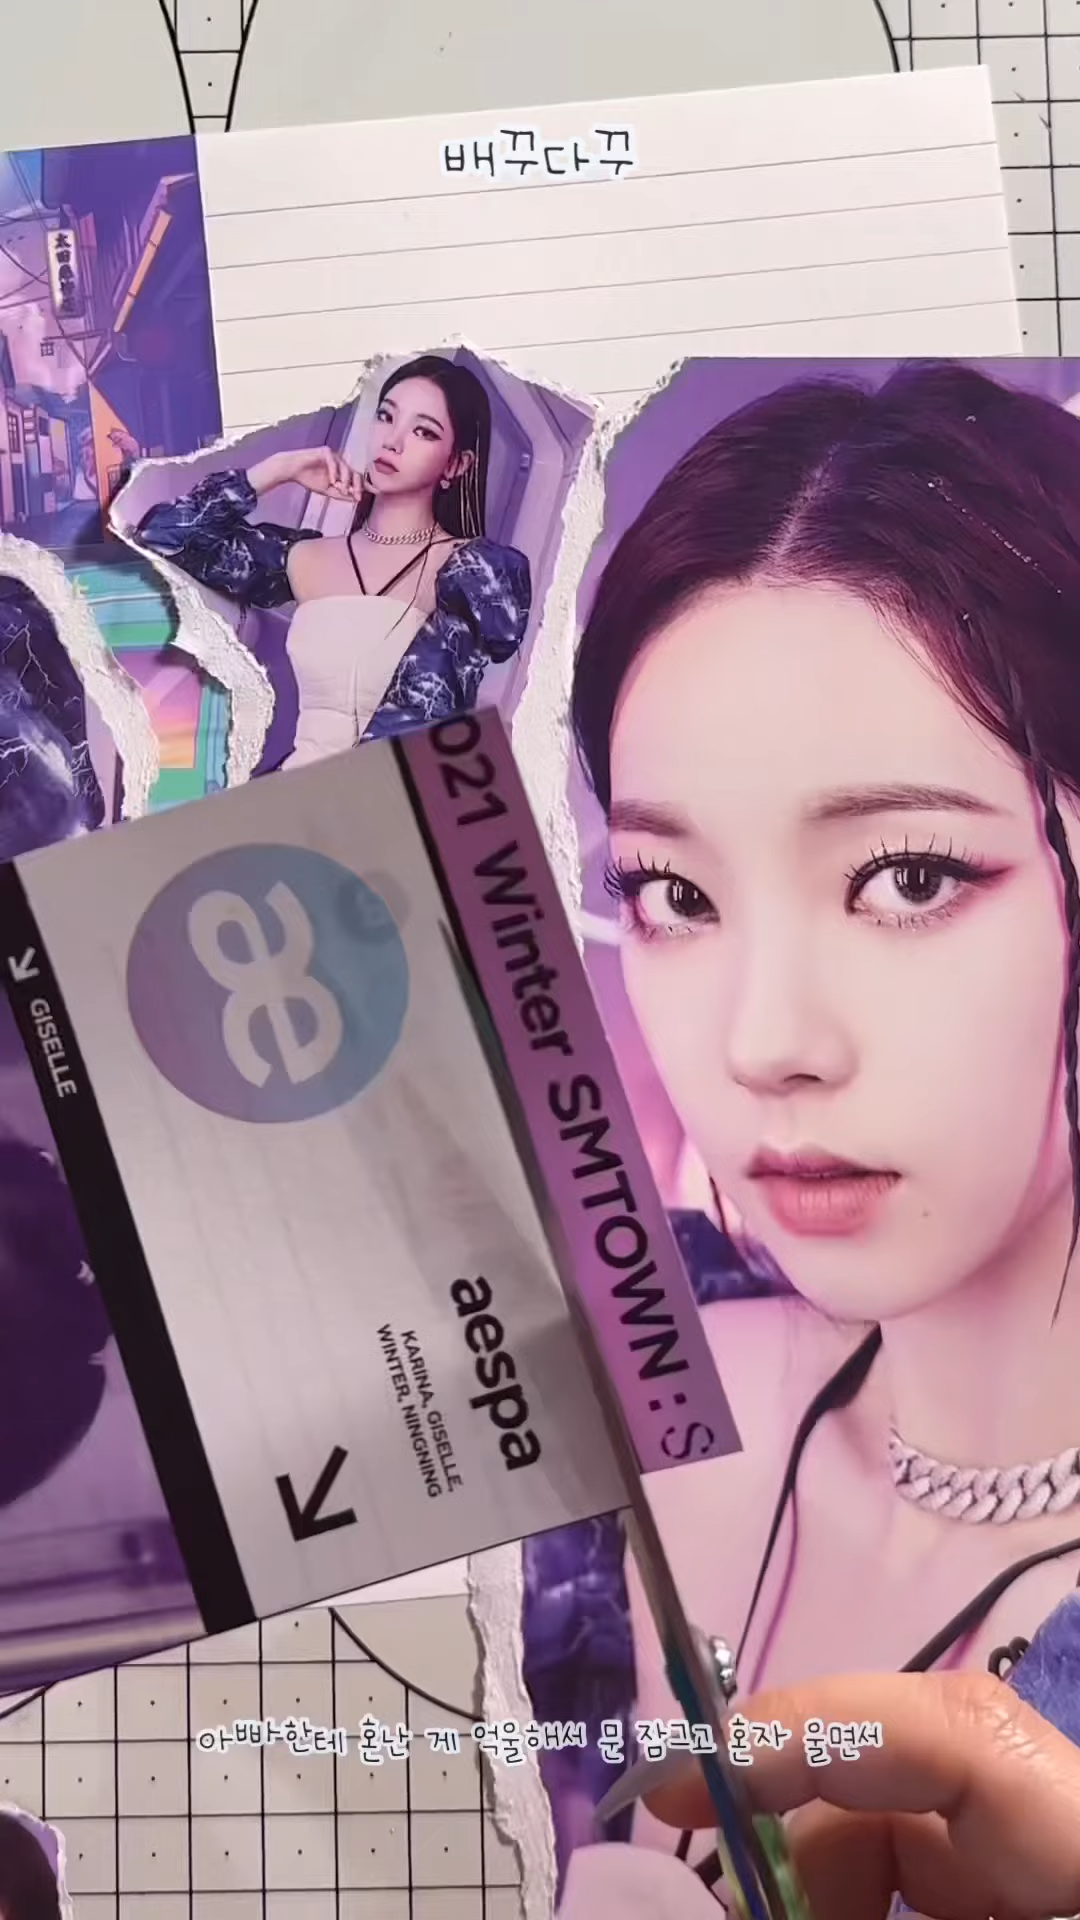 배꾸다꾸
021 Winter SMTOWN : S
æ
GISELLE
aespa
KARINA, GISELLE,
WINTER, NINGNING
아빠한테 혼난 게 억울해서 문 잠그고 혼자 울면서